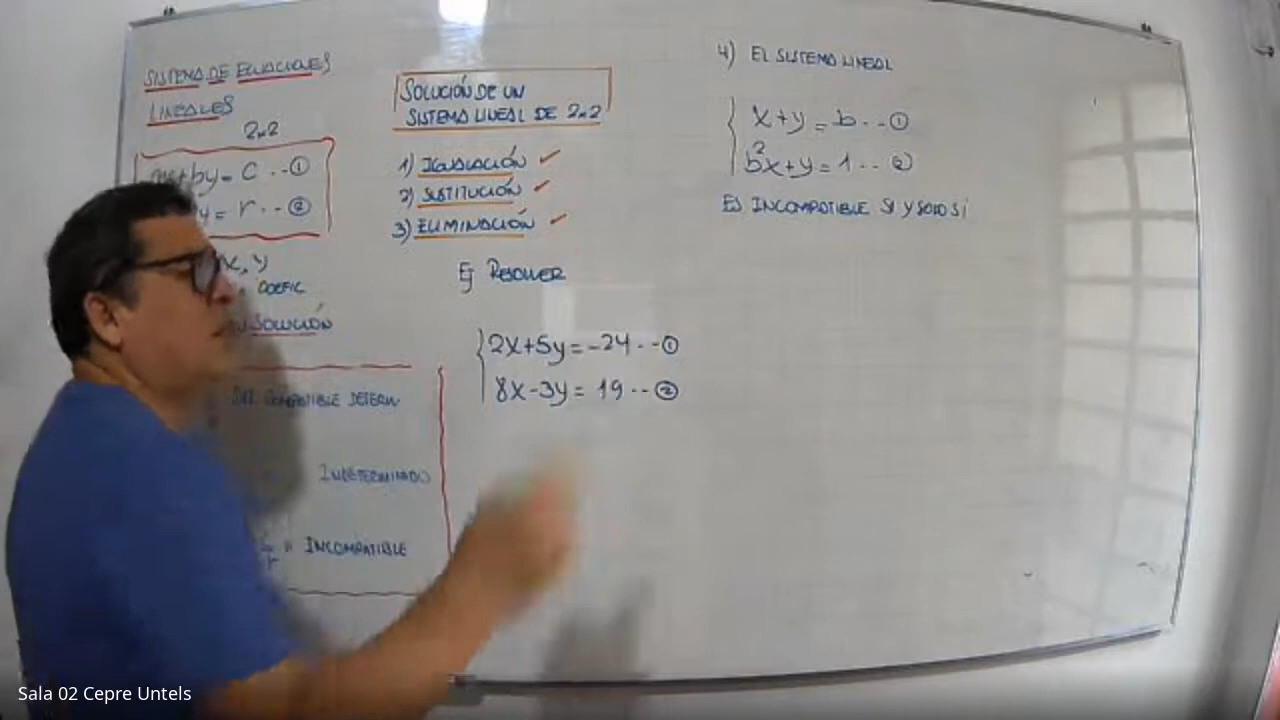 SISTEMA DE ECUACIONES
LINEALES
2x2
+by = C ... ①
y = r ... ②
x, y
COEFIC
SOLUCIÓN
COMPATIBLE DETERM
INDETERMINADO
INCOMPATIBLE
SOLUCIÓN DE UN
SISTEMA LINEAL DE 2x2
1) IGUALACIÓN ✓
2) SUSTITUCIÓN ✓
3) ELIMINACIÓN ✓
Ej RESOLVER
2x+5y = -24 ... ①
8x-3y = 19 ... ②
4) EL SISTEMA LINEAL
x+y = b ... ①
b²x+y = 1 ... ②
ES INCOMPATIBLE SI Y SOLO SI
Sala 02 Cepre Untels